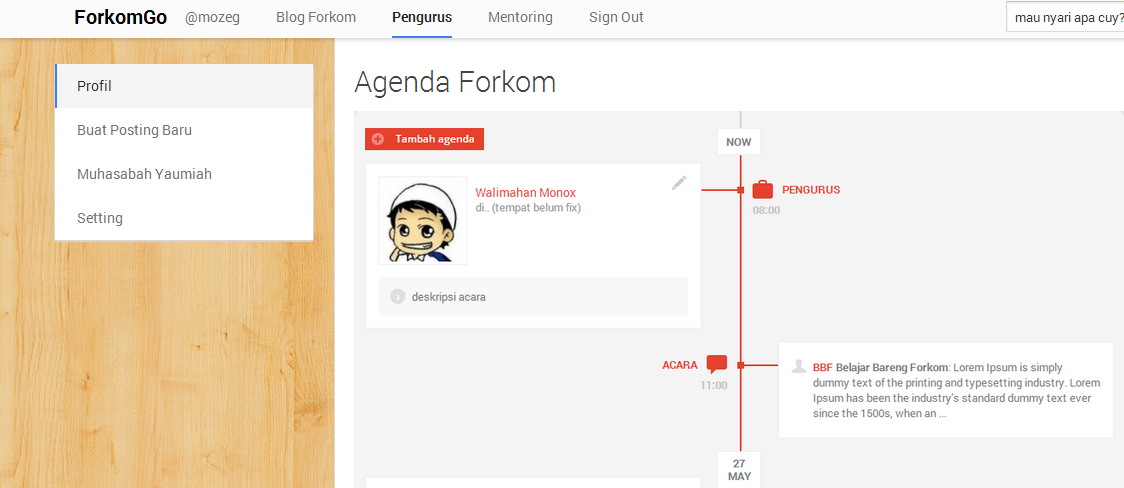 ForkomGo @mozeg Blog Forkom Pengurus Mentoring Sign Out mau nyari apa cuy?
Profil
Buat Posting Baru
Muhasabah Yaumiah
Setting
Agenda Forkom
Tambah agenda
NOW
Walimahan Monox
di.. (tempat belum fix)
deskripsi acara
PENGURUS
08:00
ACARA
11:00
BBF Belajar Bareng Forkom: Lorem Ipsum is simply
dummy text of the printing and typesetting industry. Lorem
Ipsum has been the industry's standard dummy text ever
since the 1500s, when an ...
27
MAY